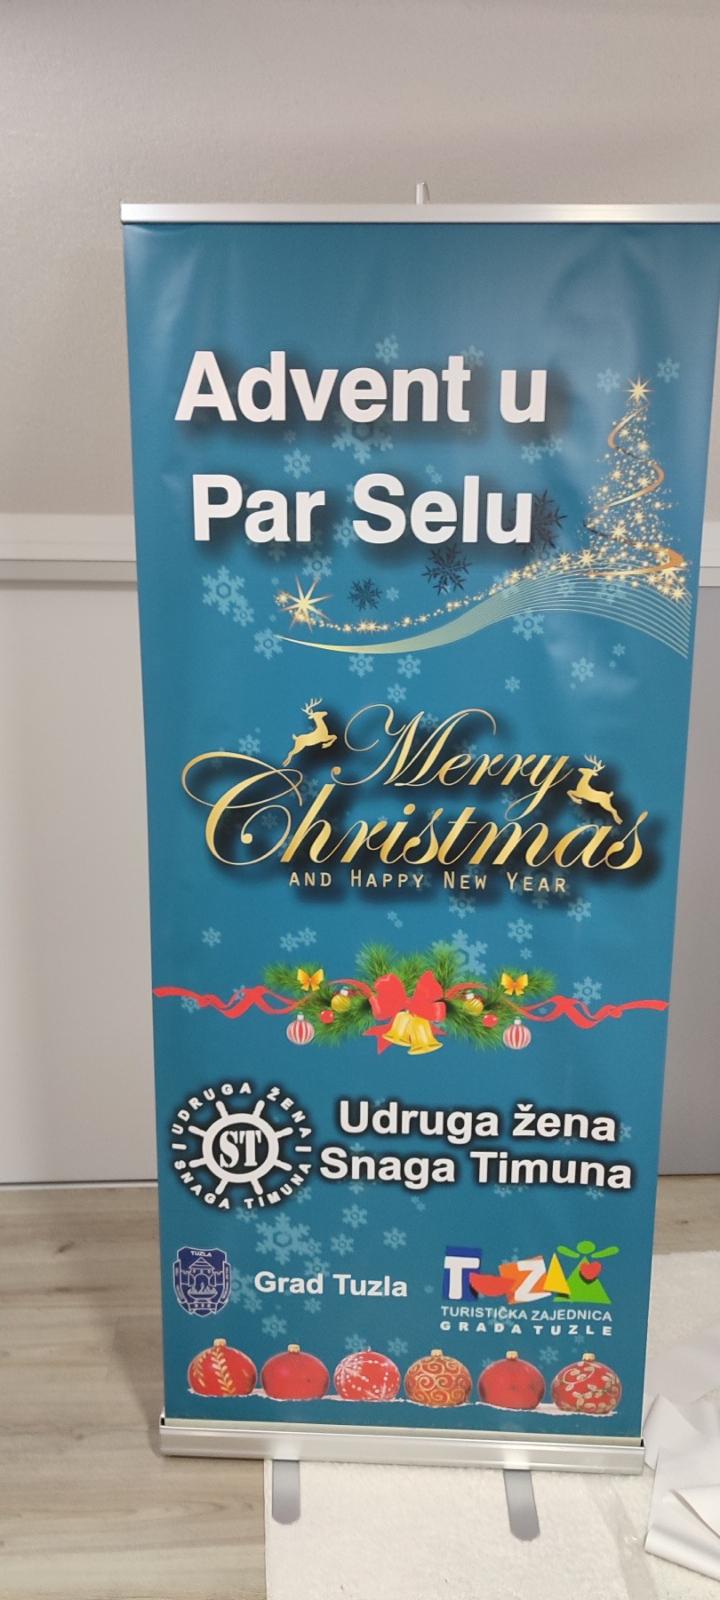 Advent u
Par Selu
Merry
Christmas
AND HAPPY NEW YEAR
UDRUGA ŽENA
ST
SNAGA TIMUNA
Udruga žena
Snaga Timuna
TUZLA
Grad Tuzla
TUZLA
TURISTIČKA ZAJEDNICA
GRADA TUZLE